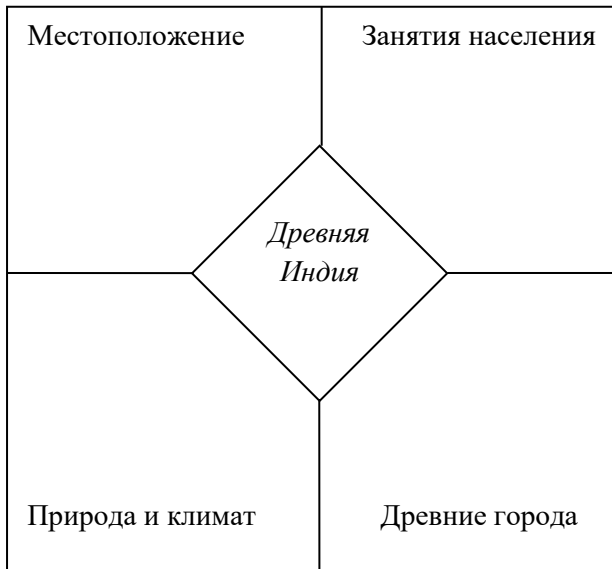 Местоположение
Занятия населения
Древняя
Индия
Природа и климат
Древние города